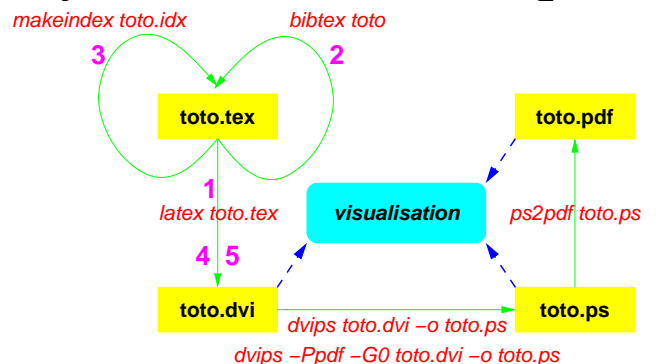 makeindex toto.idx
bibtex toto
3
2
toto.tex
toto.pdf
1
latex toto.tex
visualisation
ps2pdf toto.ps
4 5
toto.dvi
toto.ps
dvips toto.dvi −o toto.ps
dvips −Ppdf −G0 toto.dvi −o toto.ps